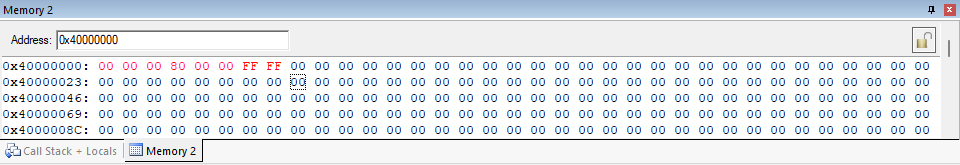 Memory 2
Address: 0x40000000
0x40000000: 00 00 00 80 00 00 FF FF 00 00 00 00 00 00 00 00 00 00 00 00 00 00 00 00 00 00 00 00 00 00 00 00 00 00 00
0x40000023: 00 00 00 00 00 00 00 00 00 00 00 00 00 00 00 00 00 00 00 00 00 00 00 00 00 00 00 00 00 00 00 00 00 00 00
0x40000046: 00 00 00 00 00 00 00 00 00 00 00 00 00 00 00 00 00 00 00 00 00 00 00 00 00 00 00 00 00 00 00 00 00 00 00
0x40000069: 00 00 00 00 00 00 00 00 00 00 00 00 00 00 00 00 00 00 00 00 00 00 00 00 00 00 00 00 00 00 00 00 00 00 00
0x4000008C: 00 00 00 00 00 00 00 00 00 00 00 00 00 00 00 00 00 00 00 00 00 00 00 00 00 00 00 00 00 00 00 00 00 00 00
Call Stack + Locals Memory 2